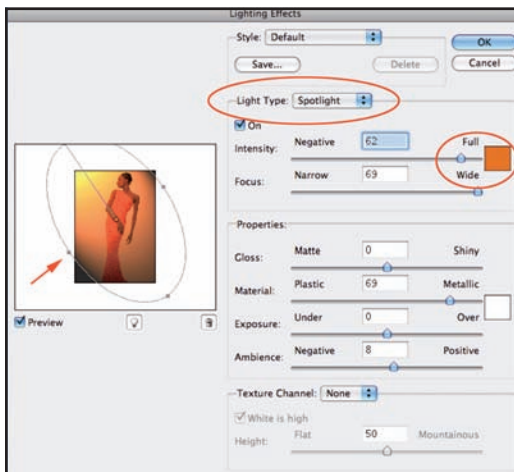 Lighting Effects
Style: Default
OK
Save... Delete Cancel
Light Type: Spotlight
On
Intensity: Negative 62 Full
Focus: Narrow 69 Wide
Properties:
Gloss: Matte 0 Shiny
Material: Plastic 69 Metallic
Exposure: Under 0 Over
Ambience: Negative 8 Positive
Preview
Texture Channel: None
White is high
Height: Flat 50 Mountainous